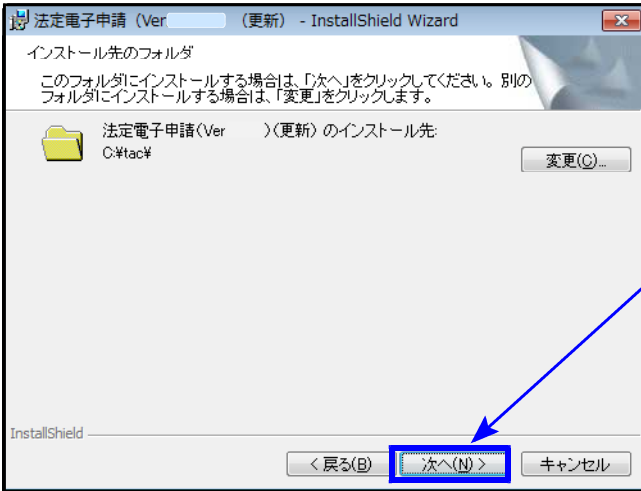 法定電子申請 (Ver （更新） - InstallShield Wizard
インストール先のフォルダ
このフォルダにインストールする場合は、「次へ」をクリックしてください。別の
フォルダにインストールする場合は、「変更」をクリックします。
法定電子申請(Ver )(更新) のインストール先:
C:¥tac¥
変更(C)...
InstallShield
< 戻る(B)
次へ(N) >
キャンセル